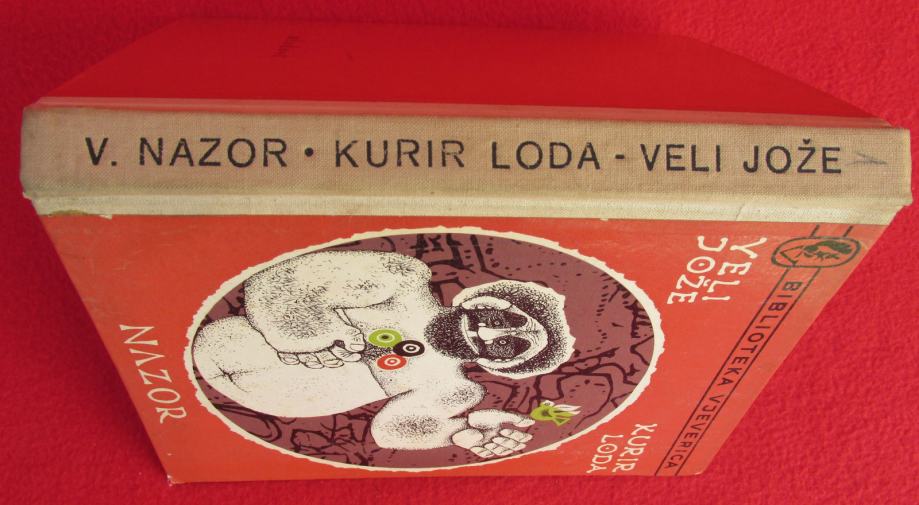 V. NAZOR • KURIR LODA - VELI JOŽE
VELI
JOŽE
BIBLIOTEKA VJEVERICA
KURIR
LODA
NAZOR